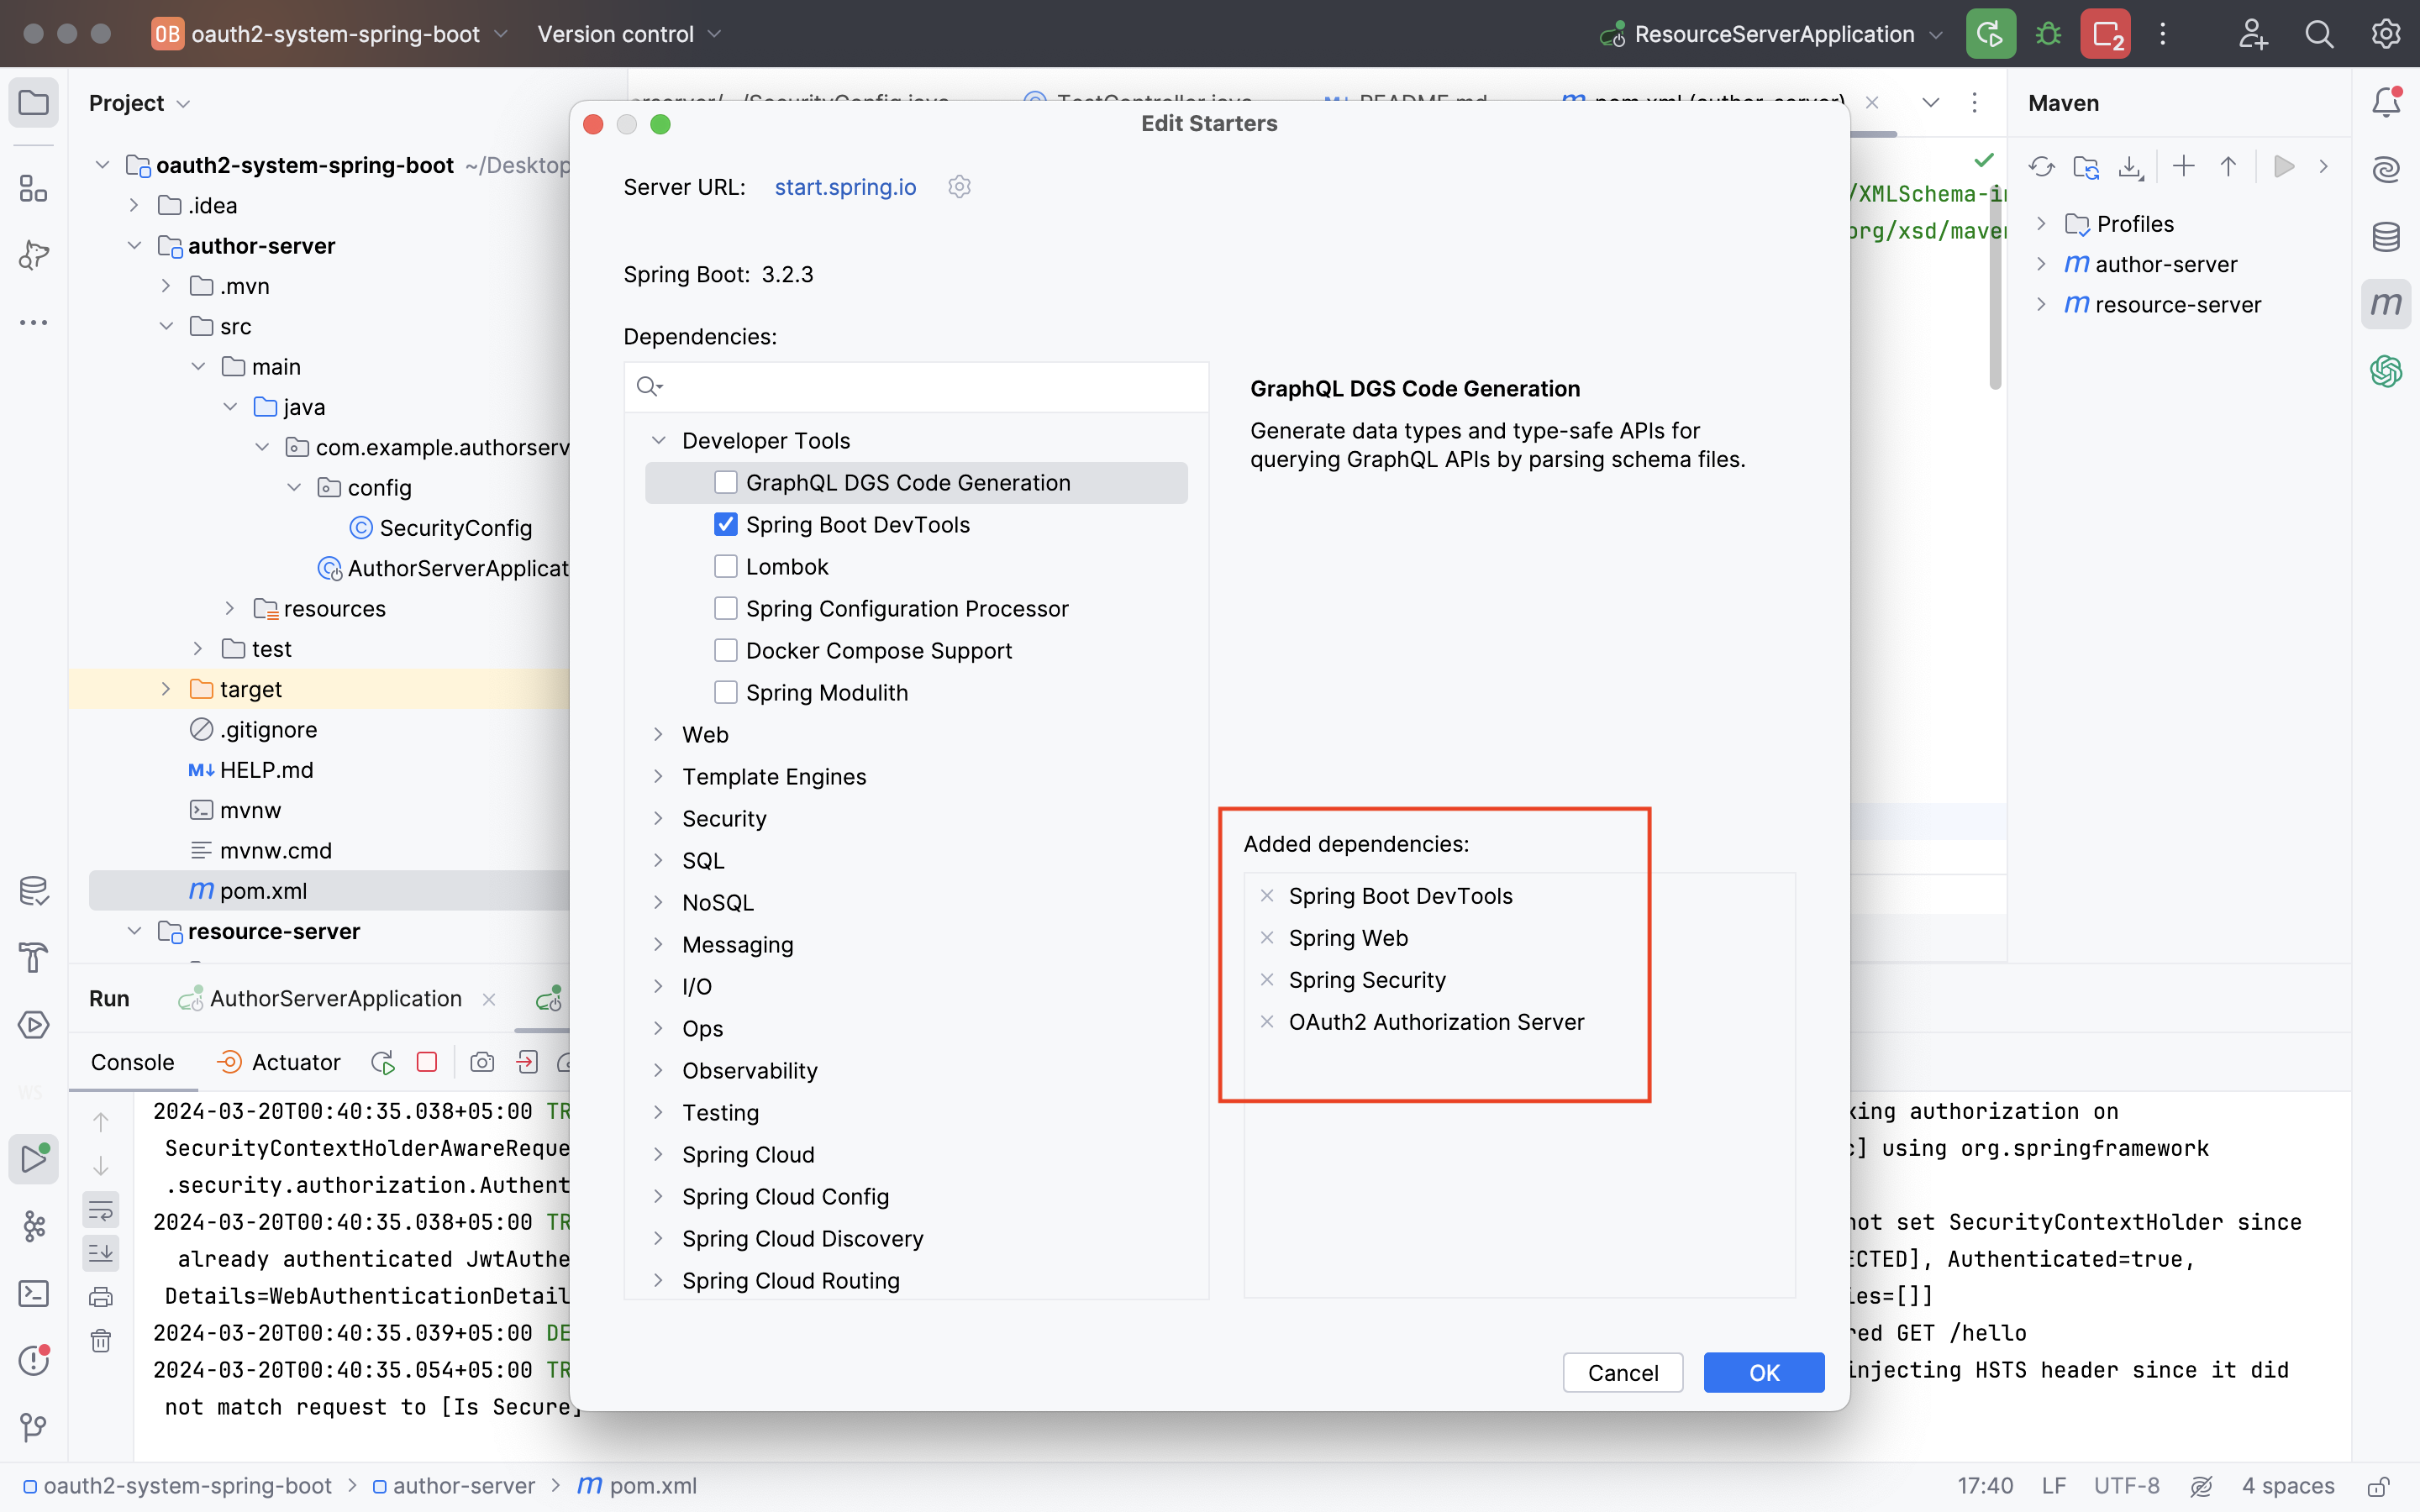 OB oauth2-system-spring-boot
Version control
ResourceServerApplication
2
Project
README.md
pom.xml (author-server)
Maven
oauth2-system-spring-boot ~/Desktop
.idea
author-server
.mvn
src
main
java
com.example.authorserv
config
SecurityConfig
AuthorServerApplicat
resources
test
target
.gitignore
M↓ HELP.md
mvnw
mvnw.cmd
m pom.xml
resource-server
Edit Starters
Server URL: start.spring.io
Spring Boot: 3.2.3
Dependencies:
Developer Tools
GraphQL DGS Code Generation
Spring Boot DevTools
Lombok
Spring Configuration Processor
Docker Compose Support
Spring Modulith
Web
Template Engines
Security
SQL
NoSQL
Messaging
I/O
Ops
Observability
Testing
Spring Cloud
Spring Cloud Config
Spring Cloud Discovery
Spring Cloud Routing
GraphQL DGS Code Generation
Generate data types and type-safe APIs for
querying GraphQL APIs by parsing schema files.
Added dependencies:
Spring Boot DevTools
Spring Web
Spring Security
OAuth2 Authorization Server
Cancel
OK
/XMLSchema-in
org/xsd/maven
Profiles
m author-server
m resource-server
m
Run
AuthorServerApplication
Console
Actuator
WS
2024-03-20T00:40:35.038+05:00 TR
SecurityContextHolderAwareReque
.security.authorization.Authent
2024-03-20T00:40:35.038+05:00 TR
already authenticated JwtAuthe
Details=WebAuthenticationDetail
2024-03-20T00:40:35.039+05:00 DE
2024-03-20T00:40:35.054+05:00 TR
not match request to [Is Secure]
king authorization on
c] using org.springframework
not set SecurityContextHolder since
ECTED], Authenticated=true,
ies=[]]
red GET /hello
injecting HSTS header since it did
oauth2-system-spring-boot
author-server
m pom.xml
17:40
LF
UTF-8
4 spaces